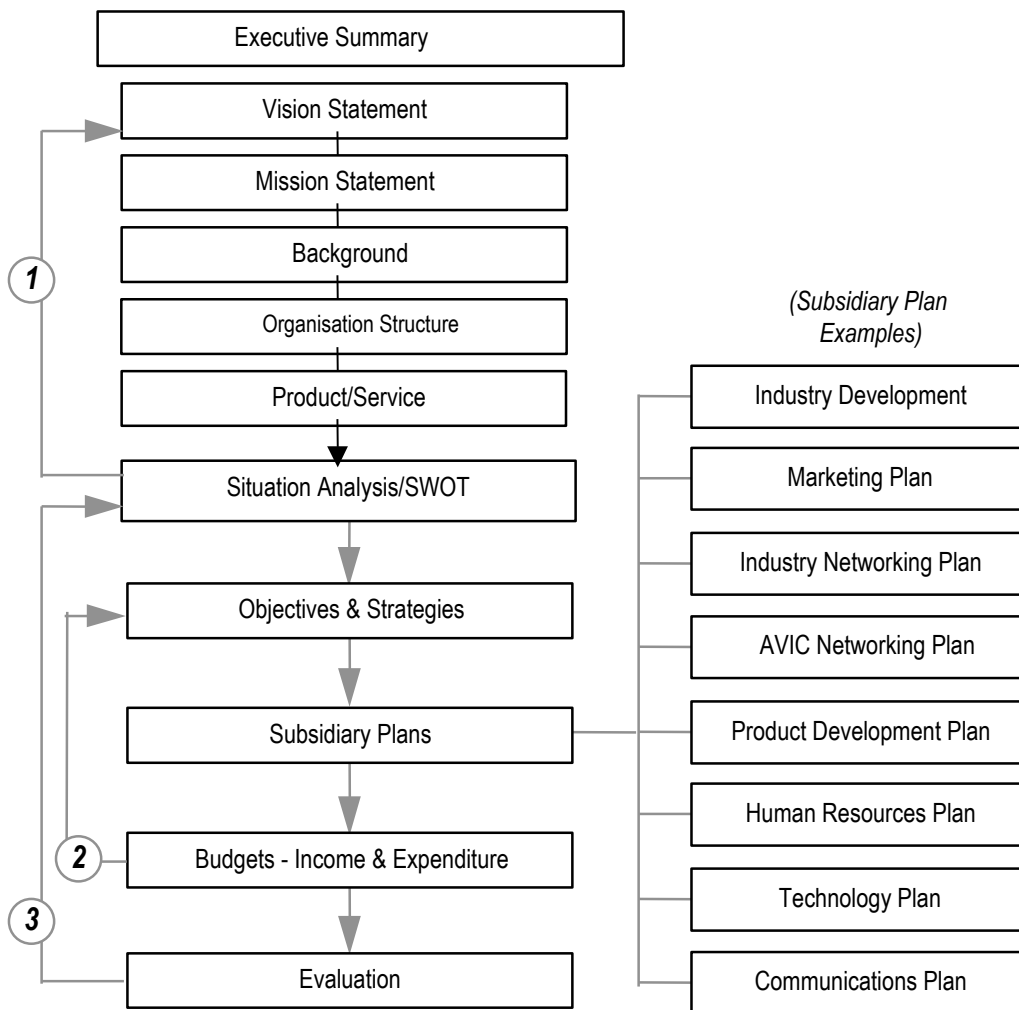 Executive Summary
Vision Statement
Mission Statement
Background
Organisation Structure
Product/Service
Situation Analysis/SWOT
Objectives & Strategies
Subsidiary Plans
Budgets - Income & Expenditure
Evaluation
1
2
3
(Subsidiary Plan
Examples)
Industry Development
Marketing Plan
Industry Networking Plan
AVIC Networking Plan
Product Development Plan
Human Resources Plan
Technology Plan
Communications Plan